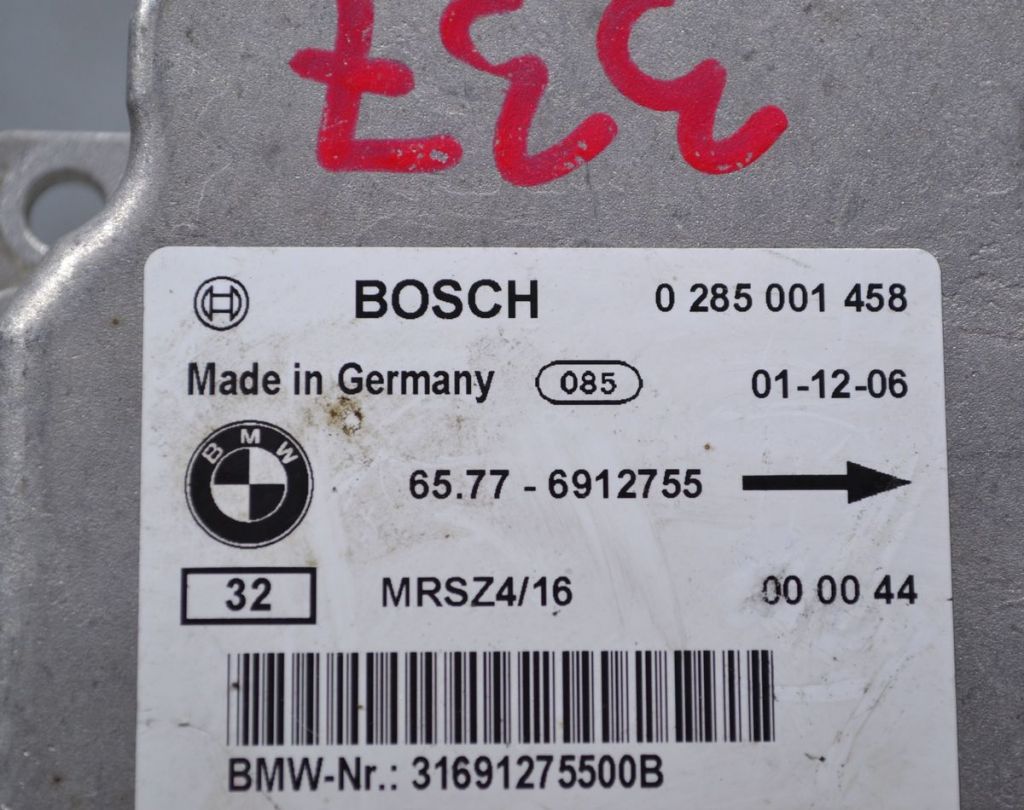 337
BOSCH 0 285 001 458
Made in Germany 085 01-12-06
BMW 65.77 - 6912755
32 MRSZ4/16 00 00 44
BMW-Nr.: 31691275500B